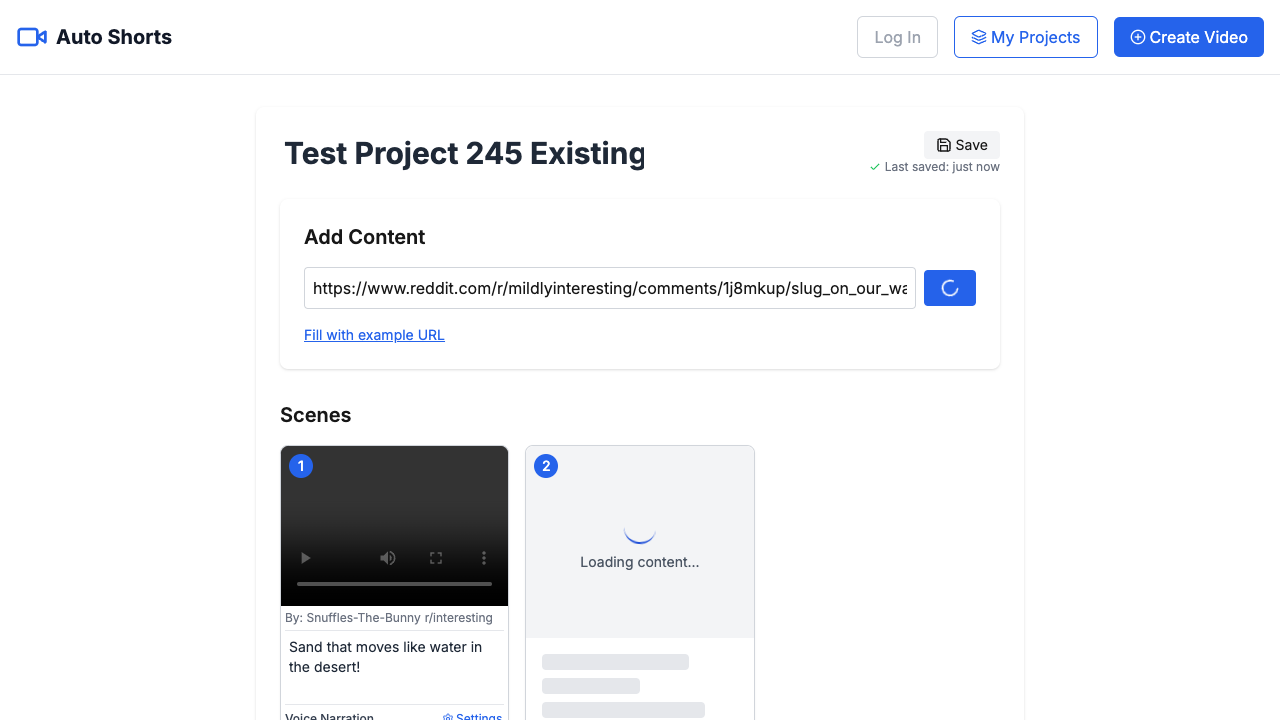 Auto Shorts
Log In
My Projects
Create Video
Test Project 245 Existing
Save
Last saved: just now
Add Content
https://www.reddit.com/r/mildlyinteresting/comments/1j8mkup/slug_on_our_wa
Fill with example URL
Scenes
1
2
Loading content...
By: Snuffles-The-Bunny r/interesting
Sand that moves like water in
the desert!
Voice Narration
Settings